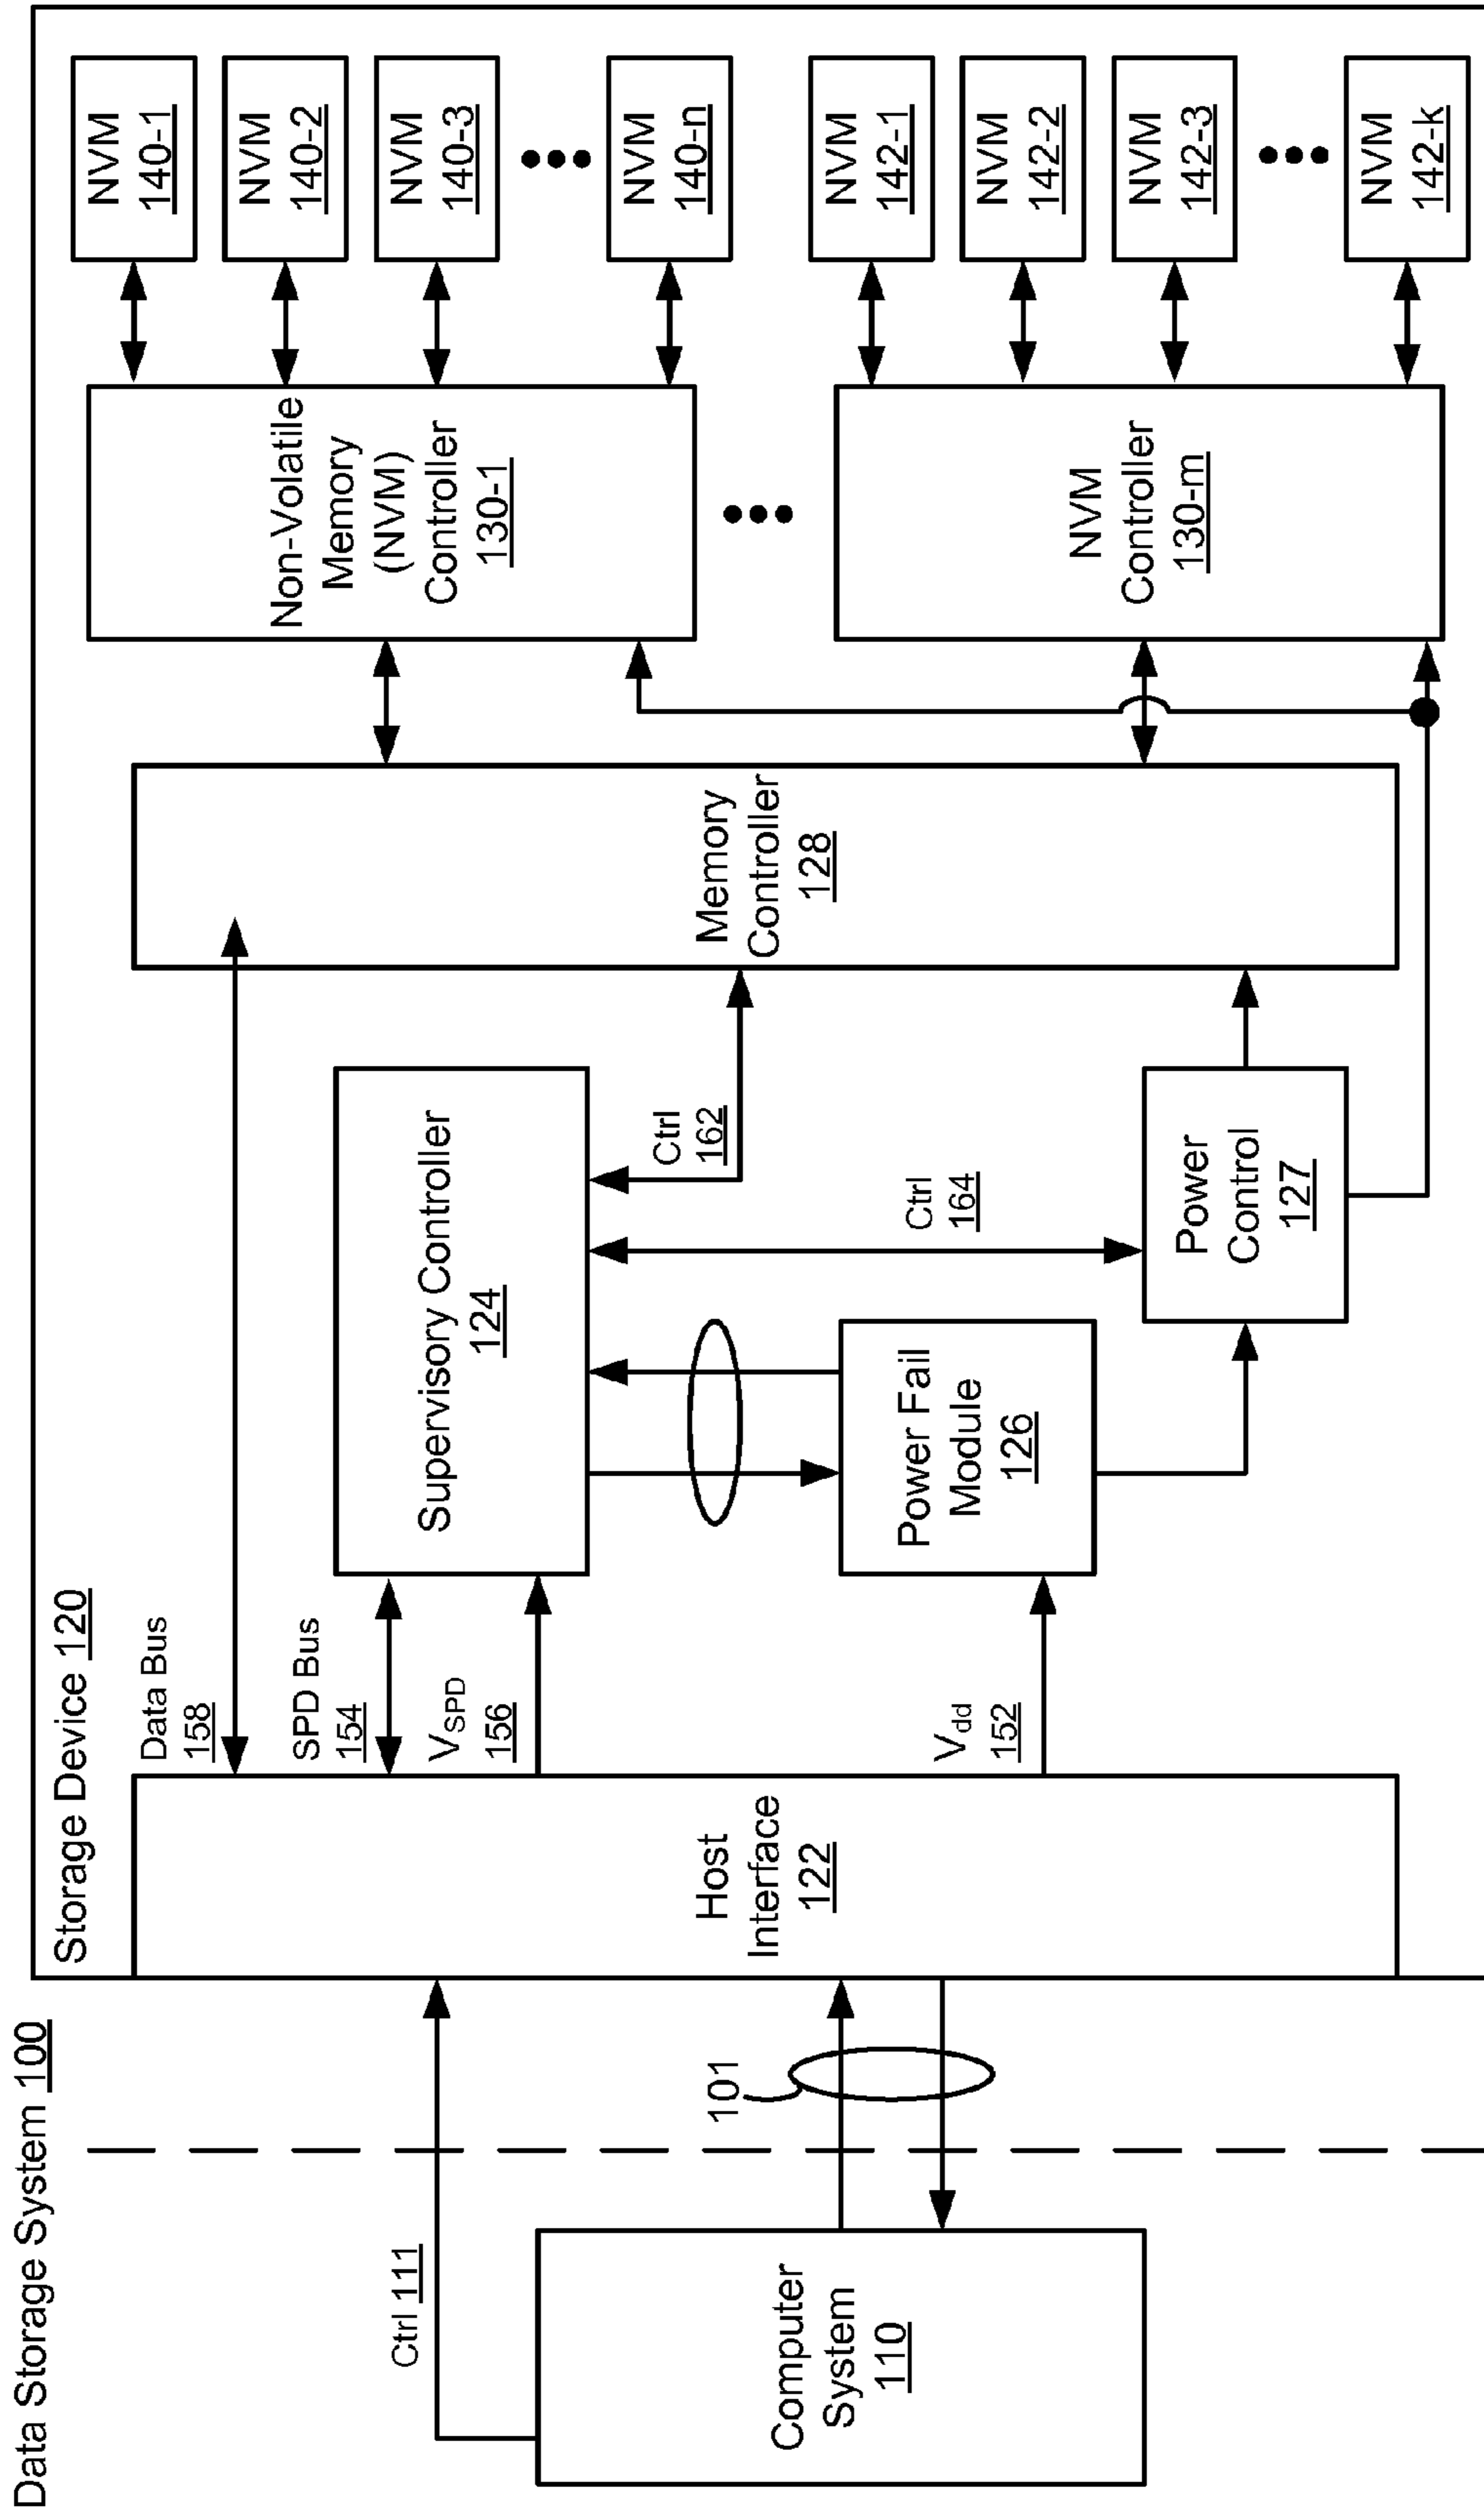 Data Storage System 100
Storage Device 120
Computer
System
110
Ctrl 111
101
Host
Interface
122
Data Bus
158
SPD Bus
154
VSPD
156
Vdd
152
Supervisory Controller
124
Power Fail
Module
126
Ctrl
162
Ctrl
164
Power
Control
127
Memory
Controller
128
Non-Volatile
Memory
(NVM)
Controller
130-1
NVM
Controller
130-m
NVM
140-1
NVM
140-2
NVM
140-3
NVM
140-n
NVM
142-1
NVM
142-2
NVM
142-3
NVM
142-k